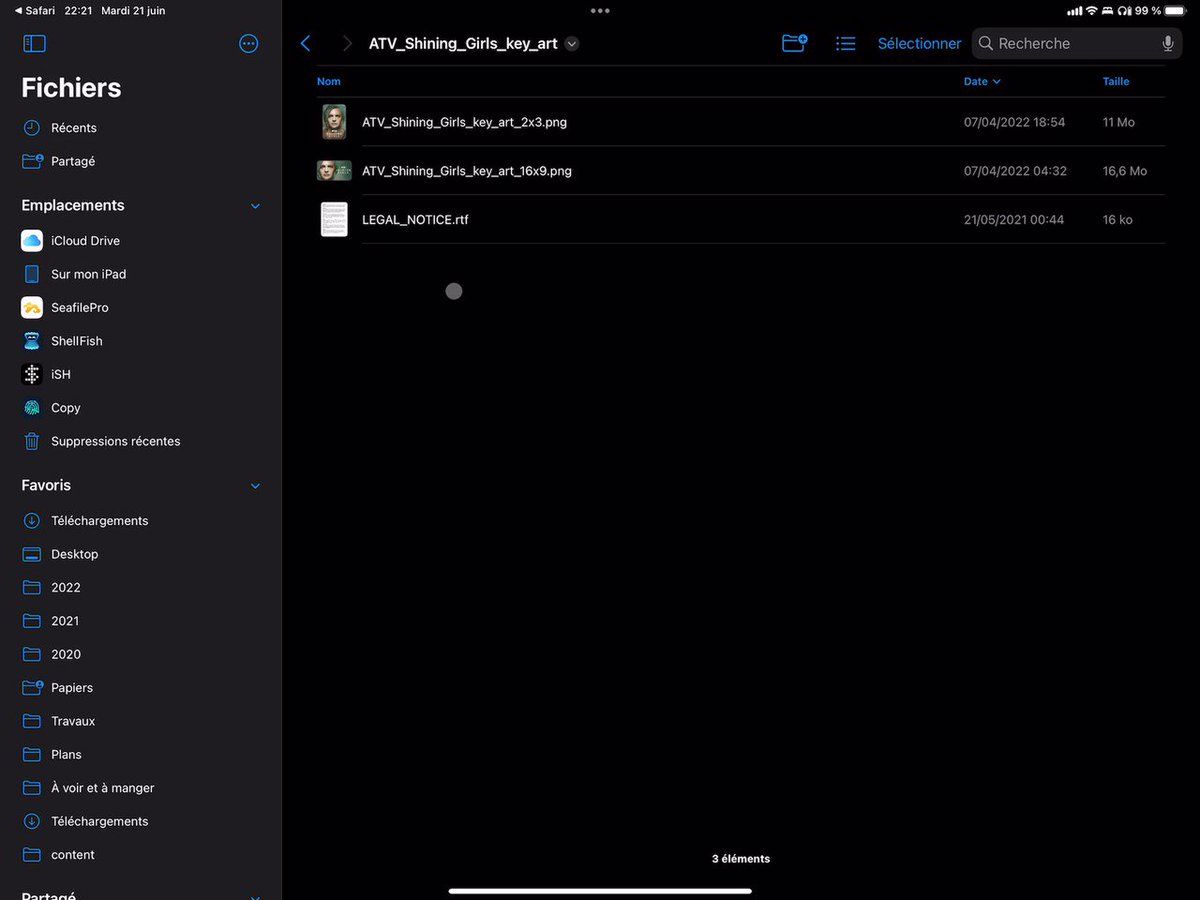 Safari 22:21 Mardi 21 juin
99 %
Fichiers
Récents
Partagé
Emplacements
iCloud Drive
Sur mon iPad
SeafilePro
ShellFish
iSH
Copy
Suppressions récentes
Favoris
Téléchargements
Desktop
2022
2021
2020
Papiers
Travaux
Plans
À voir et à manger
Téléchargements
content
Partagé
ATV_Shining_Girls_key_art
Sélectionner
Recherche
Nom Date Taille
ATV_Shining_Girls_key_art_2x3.png 07/04/2022 18:54 11 Mo
ATV_Shining_Girls_key_art_16x9.png 07/04/2022 04:32 16,6 Mo
LEGAL_NOTICE.rtf 21/05/2021 00:44 16 ko
3 éléments